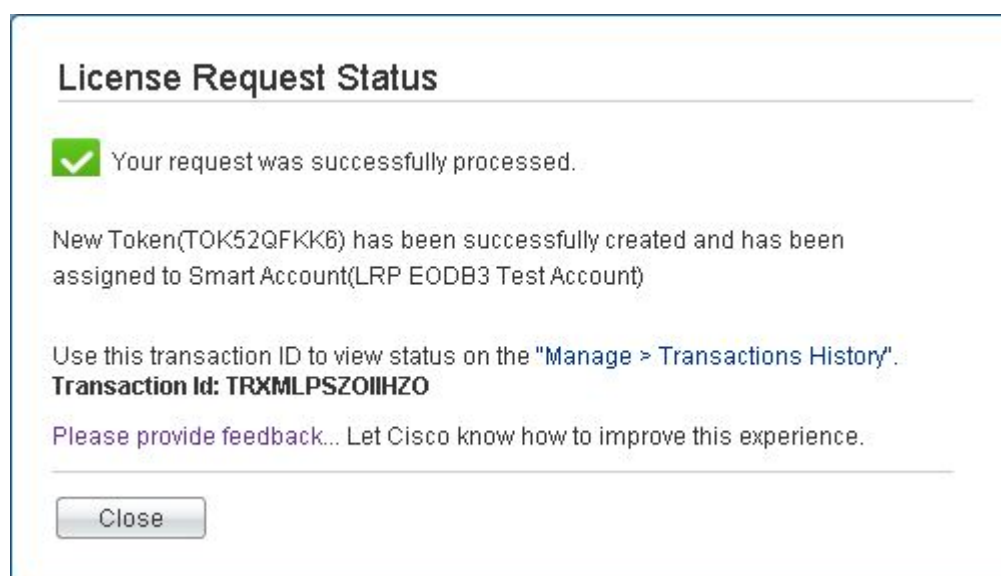 License Request Status
Your request was successfully processed.
New Token(TOK52QFKK6) has been successfully created and has been
assigned to Smart Account(LRP EODB3 Test Account)
Use this transaction ID to view status on the "Manage > Transactions History".
Transaction Id: TRXMLPSZOIIHZO
Please provide feedback... Let Cisco know how to improve this experience.
Close